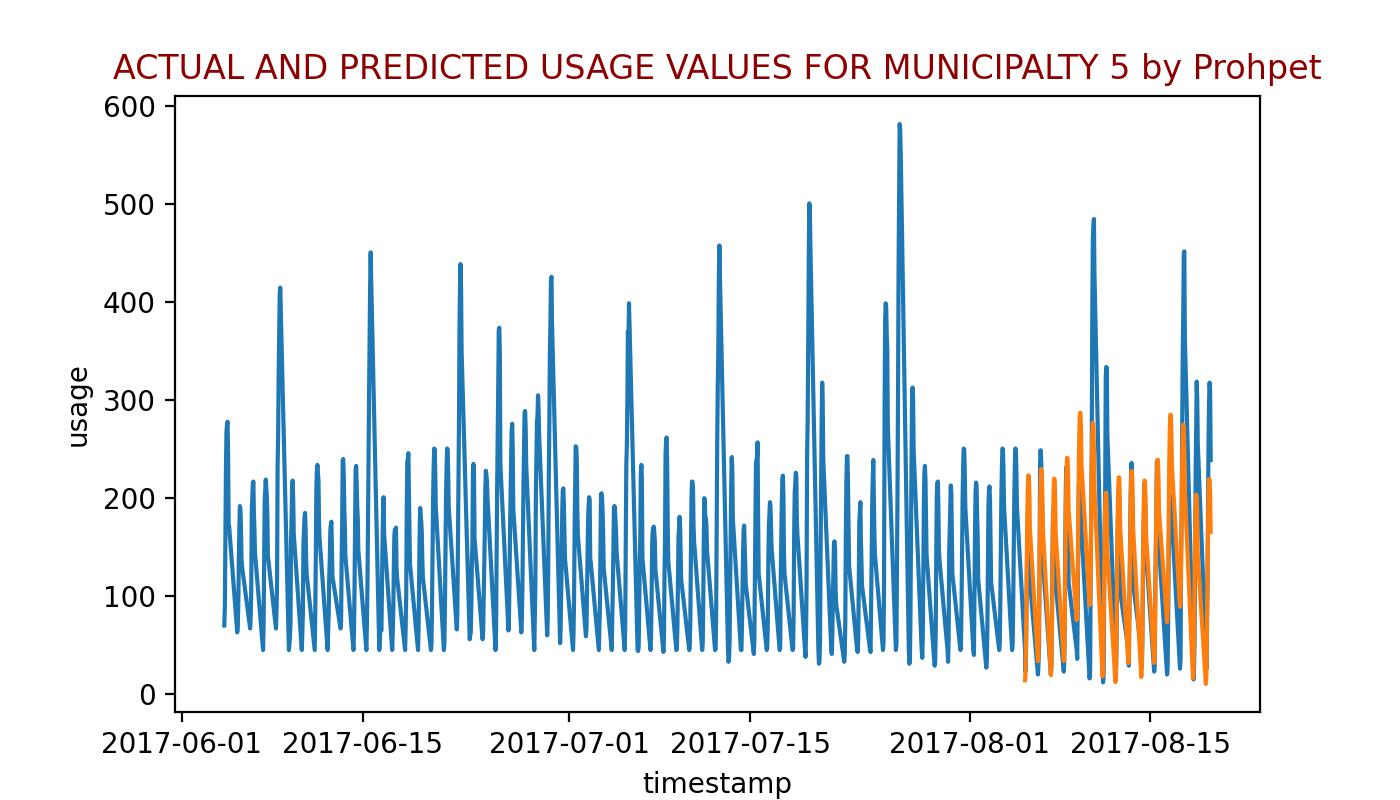 ACTUAL AND PREDICTED USAGE VALUES FOR MUNICIPALTY 5 by Prohpet
600
500
400
300
200
100
0
usage
2017-06-01 2017-06-15 2017-07-01 2017-07-15 2017-08-01 2017-08-15
timestamp